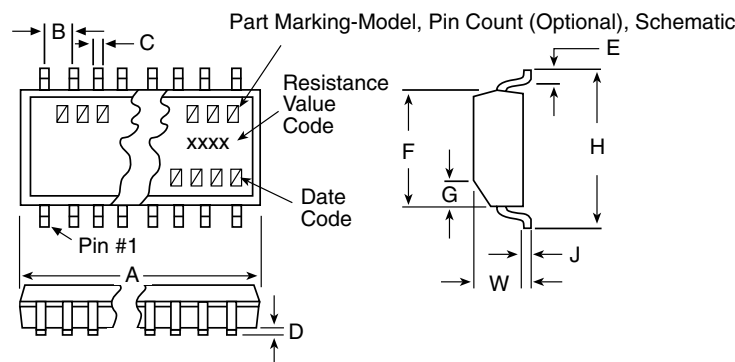 Part Marking-Model, Pin Count (Optional), Schematic
B
C
E
Resistance
Value
Code
XXXX
F
H
G
Date
Code
Pin #1
A
J
W
D